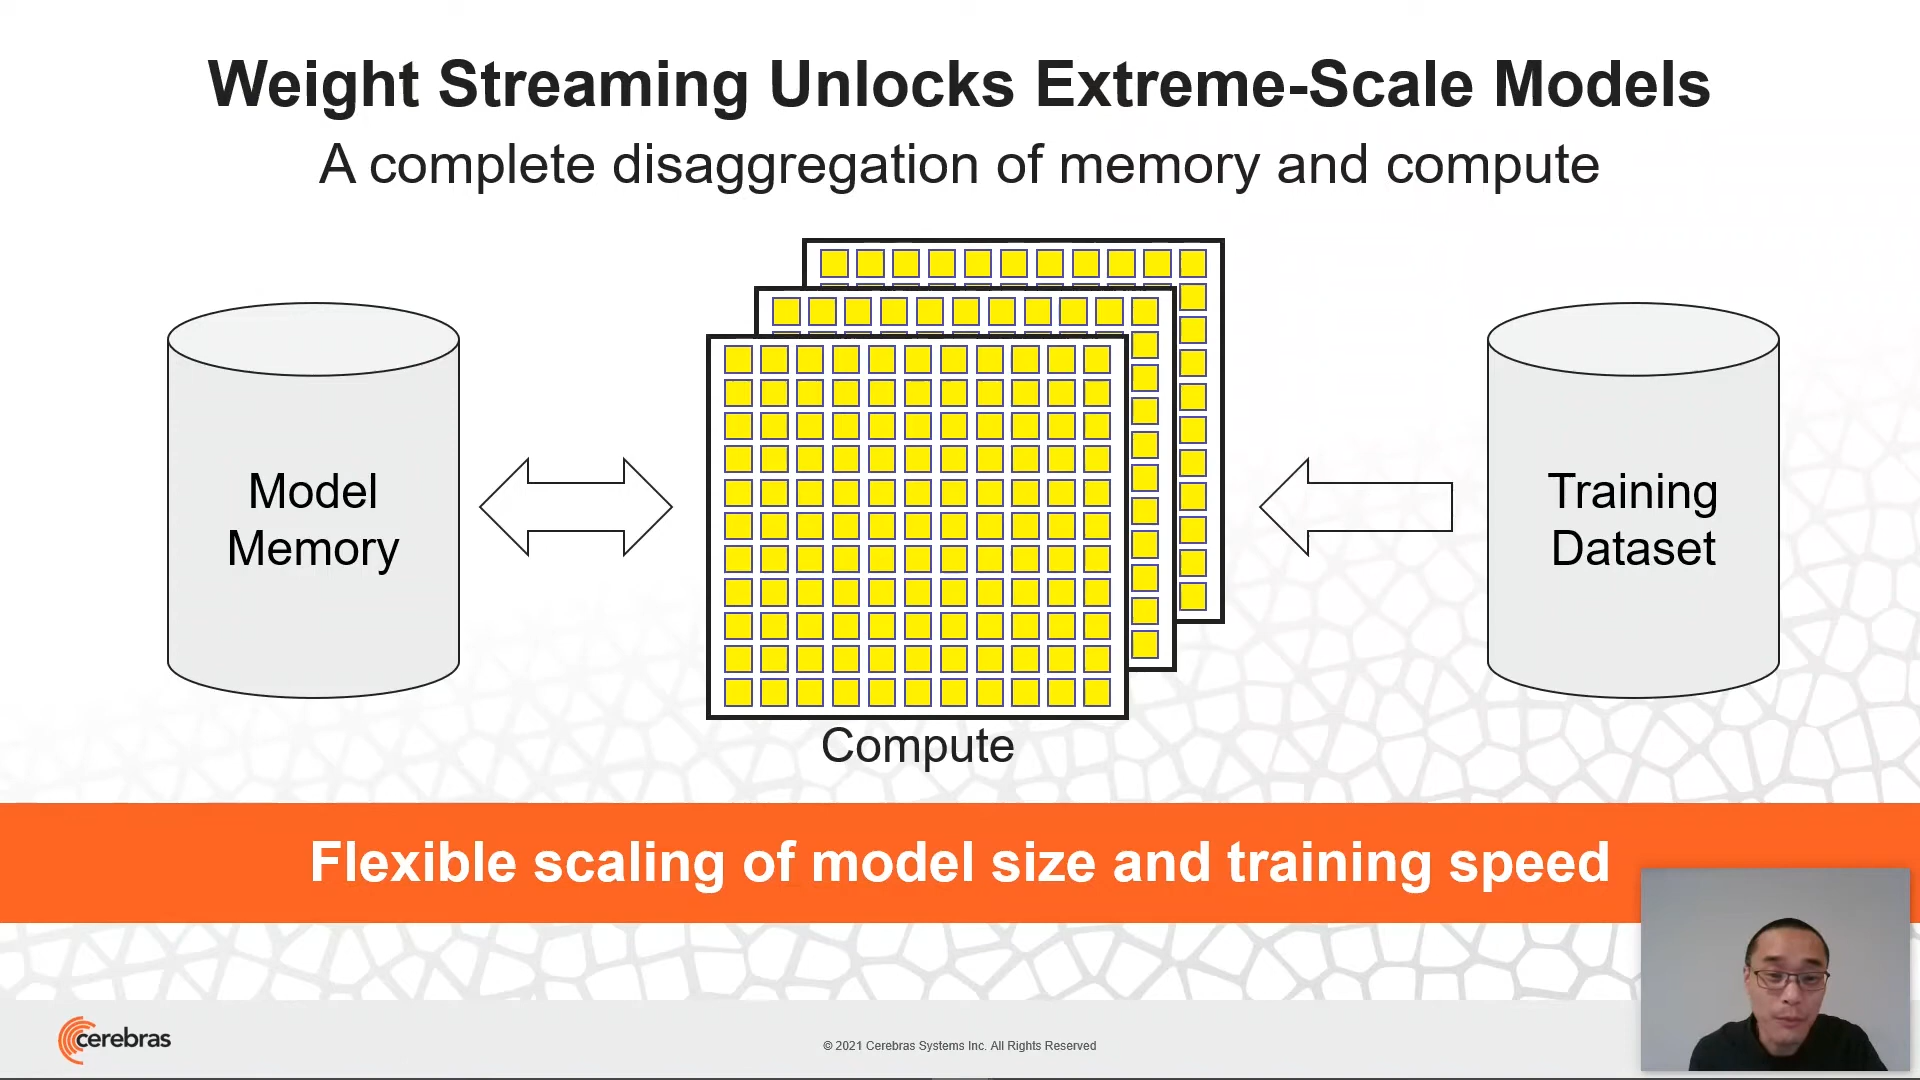 Weight Streaming Unlocks Extreme-Scale Models
A complete disaggregation of memory and compute
Model
Memory
Training
Dataset
Compute
Flexible scaling of model size and training speed
cerebras
© 2021 Cerebras Systems Inc. All Rights Reserved